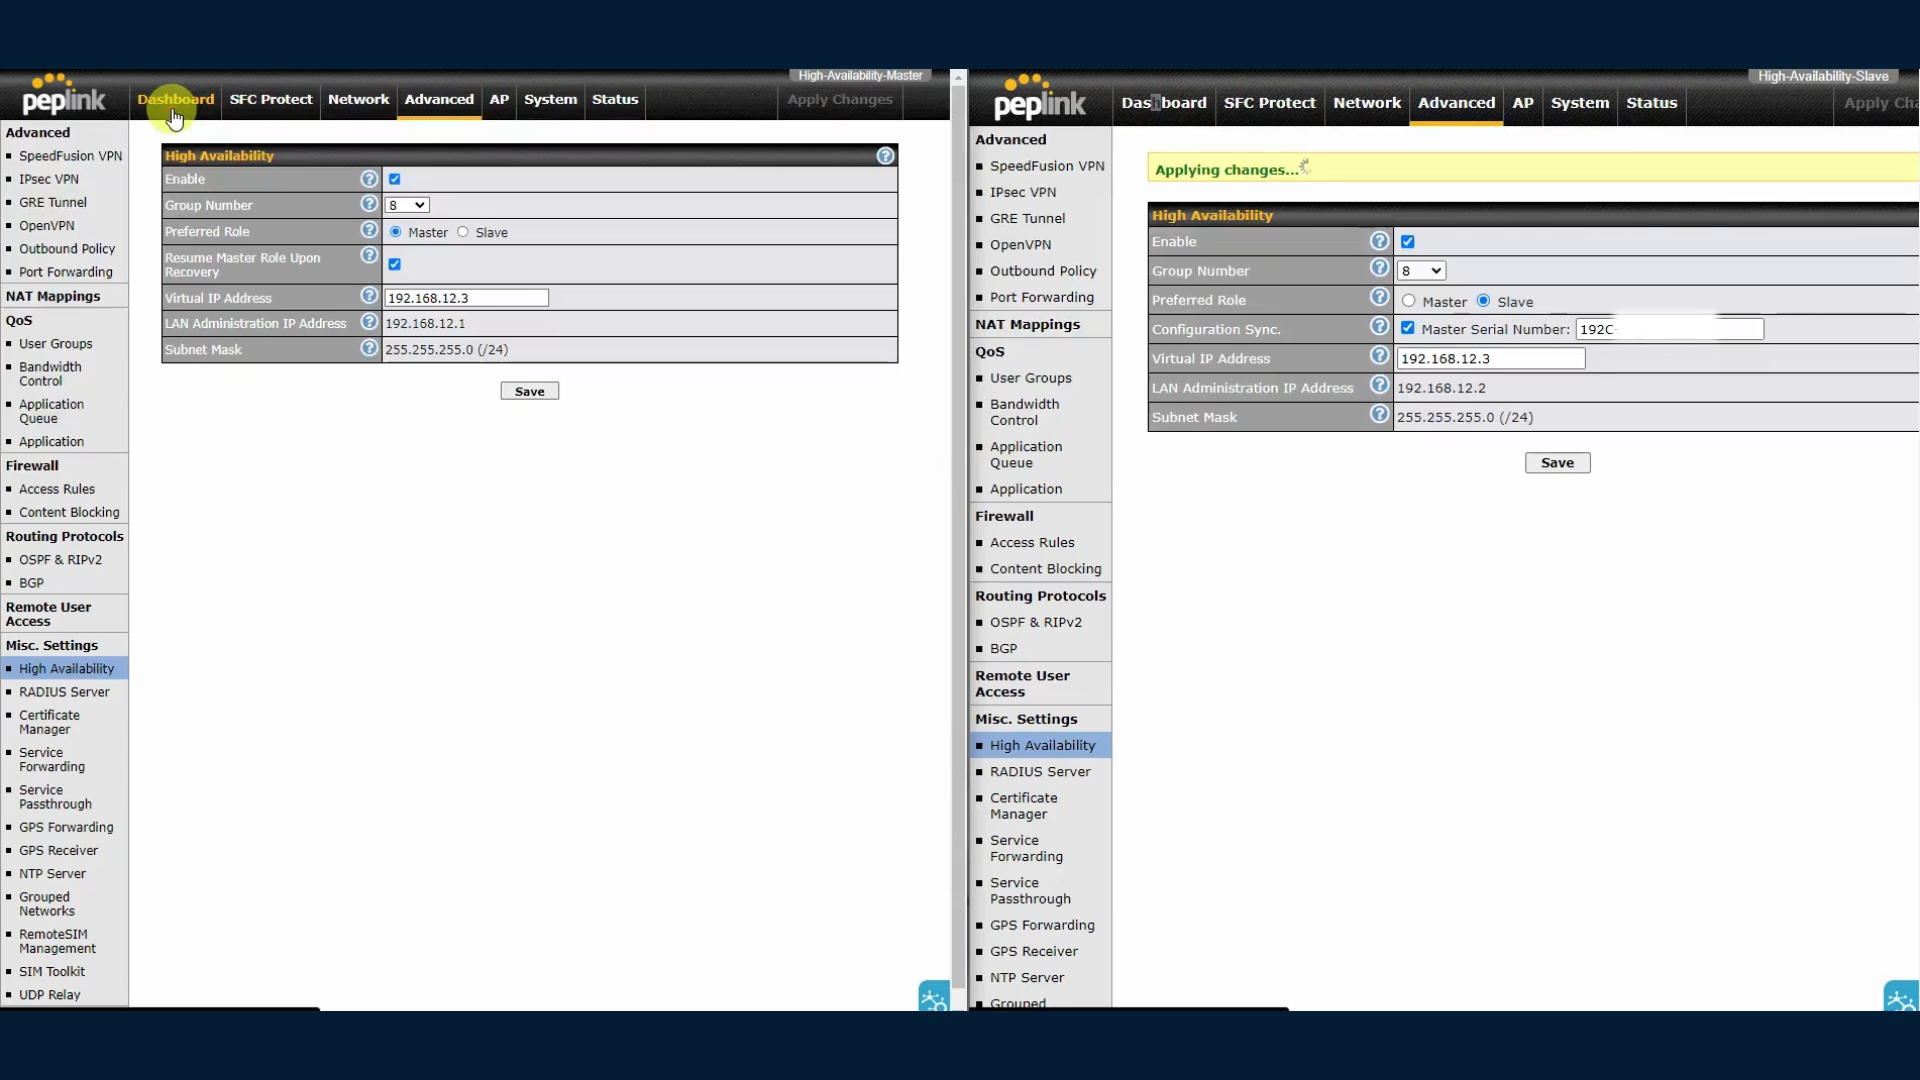 High-Availability-Master
peplink
Dashboard
SFC Protect
Network
Advanced
AP
System
Status
Apply Changes
Advanced
SpeedFusion VPN
IPsec VPN
GRE Tunnel
OpenVPN
Outbound Policy
Port Forwarding
NAT Mappings
QoS
User Groups
Bandwidth
Control
Application
Queue
Application
Firewall
Access Rules
Content Blocking
Routing Protocols
OSPF & RIPv2
BGP
Remote User
Access
Misc. Settings
High Availability
RADIUS Server
Certificate
Manager
Service
Forwarding
Service
Passthrough
GPS Forwarding
GPS Receiver
NTP Server
Grouped
Networks
RemoteSIM
Management
SIM Toolkit
UDP Relay
High Availability
Enable
Group Number 8
Preferred Role Master Slave
Resume Master Role Upon
Recovery
Virtual IP Address 192.168.12.3
LAN Administration IP Address 192.168.12.1
Subnet Mask 255.255.255.0 (/24)
Save
High-Availability-Slave
peplink
Dashboard
SFC Protect
Network
Advanced
AP
System
Status
Apply Cha
Advanced
SpeedFusion VPN
IPsec VPN
GRE Tunnel
OpenVPN
Outbound Policy
Port Forwarding
NAT Mappings
QoS
User Groups
Bandwidth
Control
Application
Queue
Application
Firewall
Access Rules
Content Blocking
Routing Protocols
OSPF & RIPv2
BGP
Remote User
Access
Misc. Settings
High Availability
RADIUS Server
Certificate
Manager
Service
Forwarding
Service
Passthrough
GPS Forwarding
GPS Receiver
NTP Server
Grouped
Applying changes...
High Availability
Enable
Group Number 8
Preferred Role Master Slave
Configuration Sync. Master Serial Number: 192C-
Virtual IP Address 192.168.12.3
LAN Administration IP Address 192.168.12.2
Subnet Mask 255.255.255.0 (/24)
Save